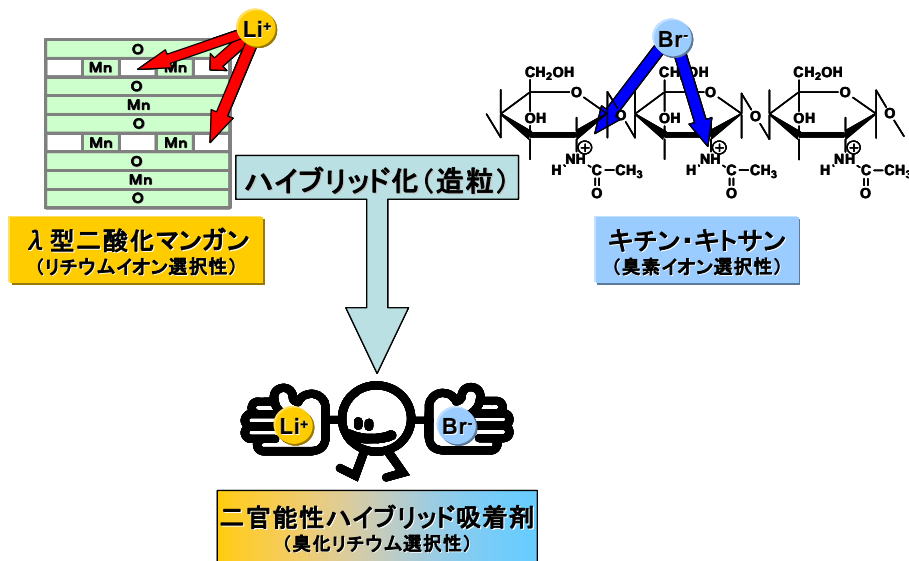 Li⁺
O
Mn Mn
O
Mn
O
Mn Mn
O
Mn
O
λ型二酸化マンガン
(リチウムイオン選択性)
Br⁻
CH₂OH CH₂OH CH₂OH
O O O
OH OH OH
O O O
H-NH-CH₃ H-NH-CH₃ H-NH-CH₃
⊕ ⊕ ⊕
O O O
キチン・キトサン
(臭素イオン選択性)
ハイブリッド化(造粒)
Li⁺
Br⁻
二官能性ハイブリッド吸着剤
(臭化リチウム選択性)